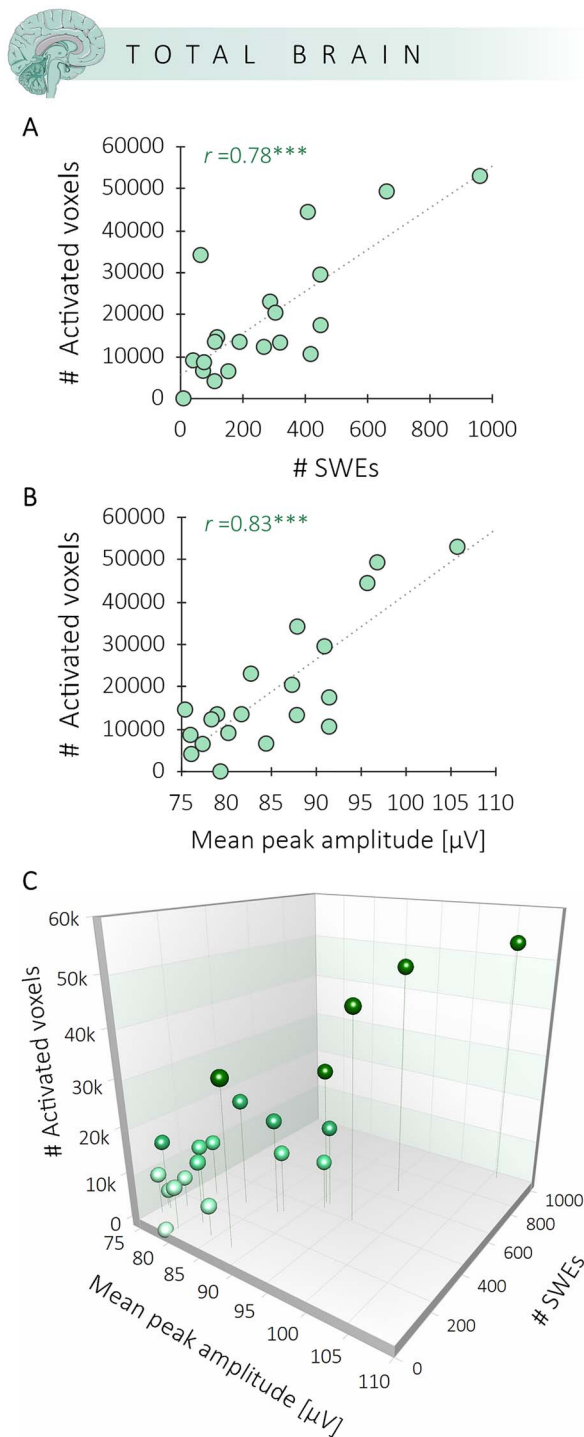 TOTAL BRAIN
A
r =0.78***
# Activated voxels
60000
50000
40000
30000
20000
10000
0
0 200 400 600 800 1000
# SWEs
B
r =0.83***
# Activated voxels
60000
50000
40000
30000
20000
10000
0
75 80 85 90 95 100 105 110
Mean peak amplitude [µV]
C
# Activated voxels
60k
50k
40k
30k
20k
10k
0
75 80 85 90 95 100 105 110
Mean peak amplitude [µV]
0 200 400 600 800 1000
# SWEs